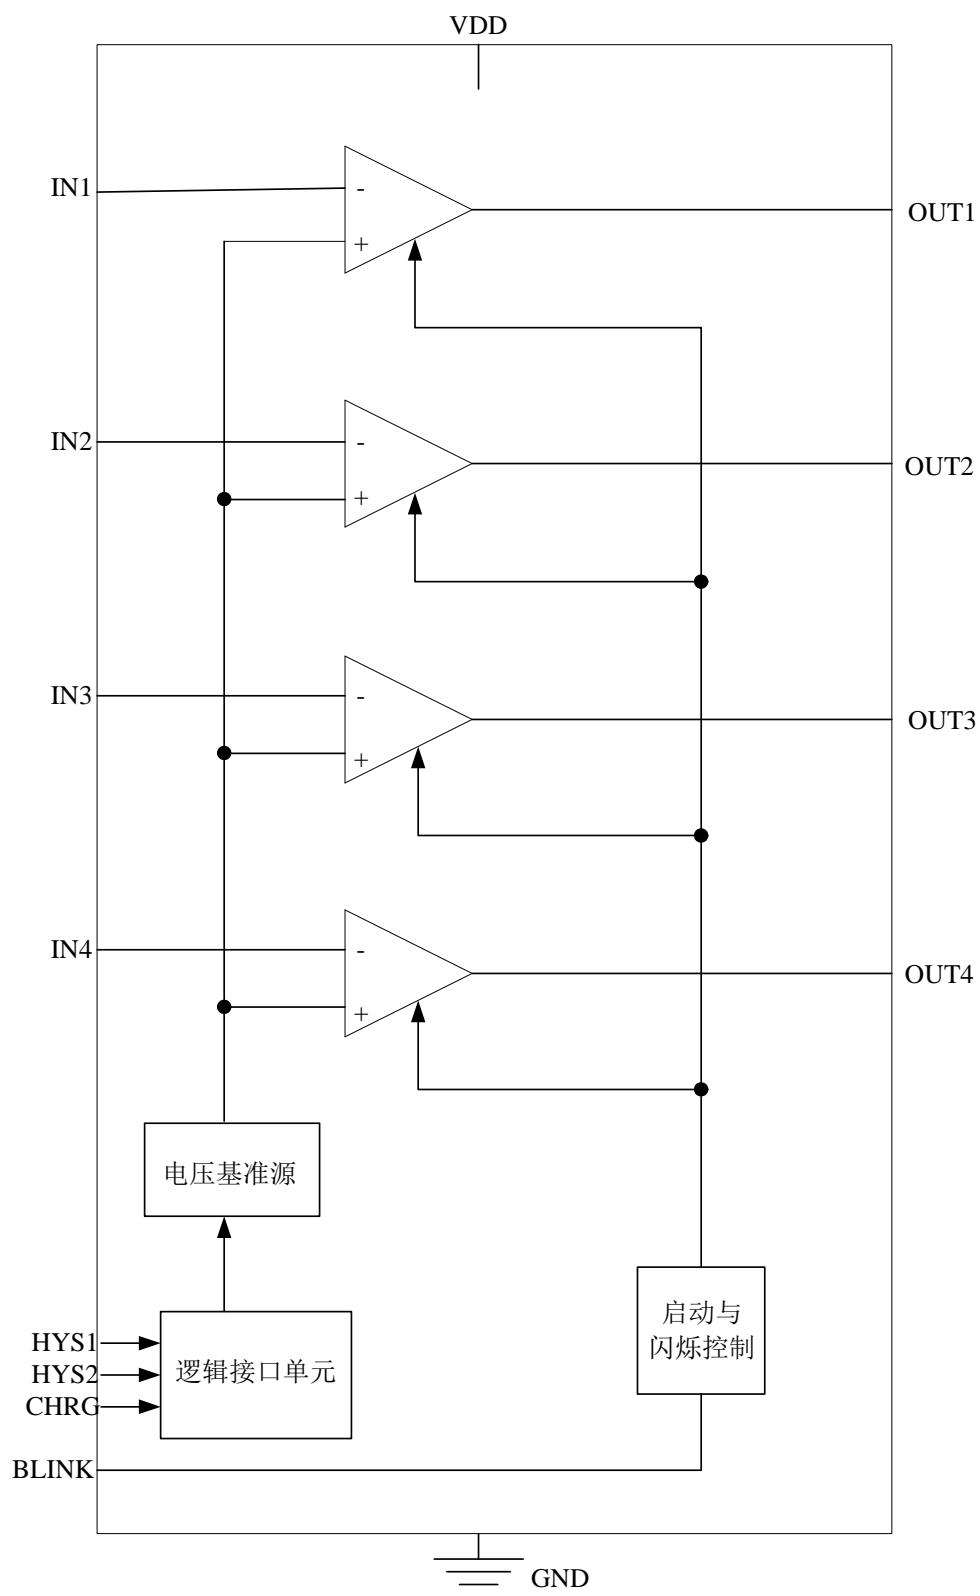 VDD
IN1
-
+
OUT1
IN2
-
+
OUT2
IN3
-
+
OUT3
IN4
-
+
OUT4
电压基准源
启动与
闪烁控制
HYS1
HYS2
CHRG
逻辑接口单元
BLINK
GND